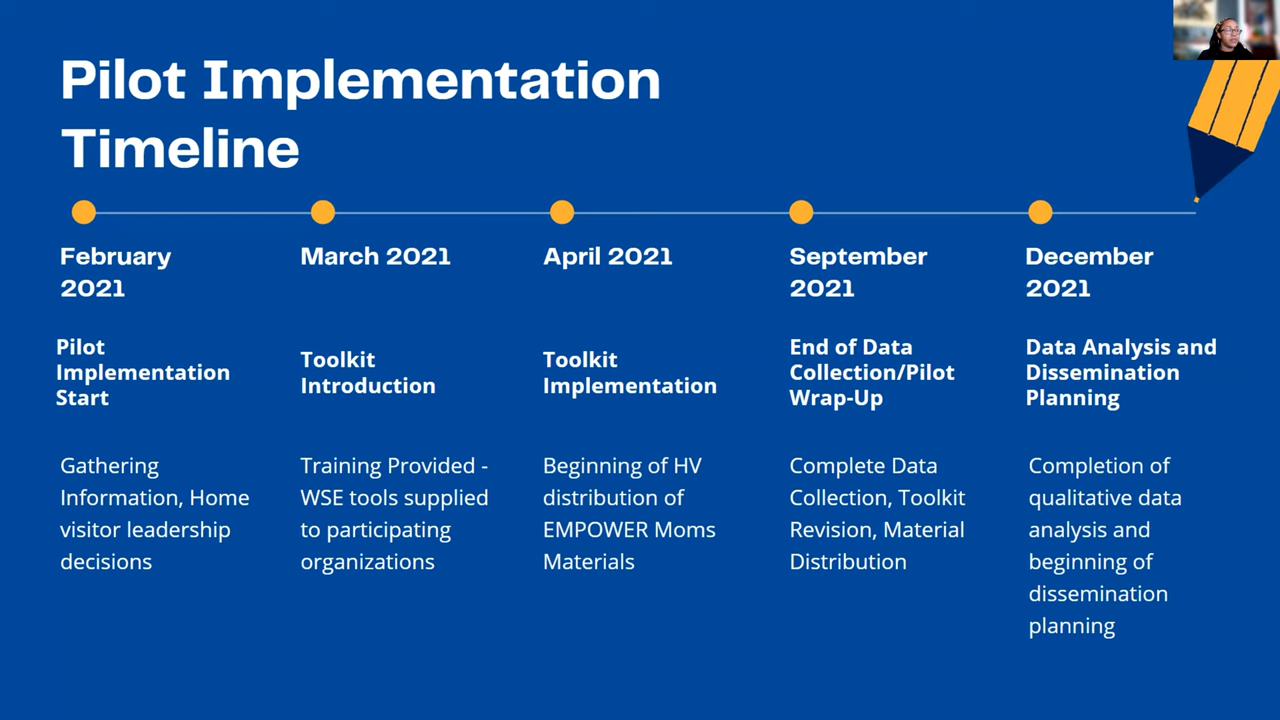 Pilot Implementation
Timeline
February
2021
Pilot
Implementation
Start
Gathering
Information, Home
visitor leadership
decisions
March 2021
Toolkit
Introduction
Training Provided -
WSE tools supplied
to participating
organizations
April 2021
Toolkit
Implementation
Beginning of HV
distribution of
EMPOWER Moms
Materials
September
2021
End of Data
Collection/Pilot
Wrap-Up
Complete Data
Collection, Toolkit
Revision, Material
Distribution
December
2021
Data Analysis and
Dissemination
Planning
Completion of
qualitative data
analysis and
beginning of
dissemination
planning